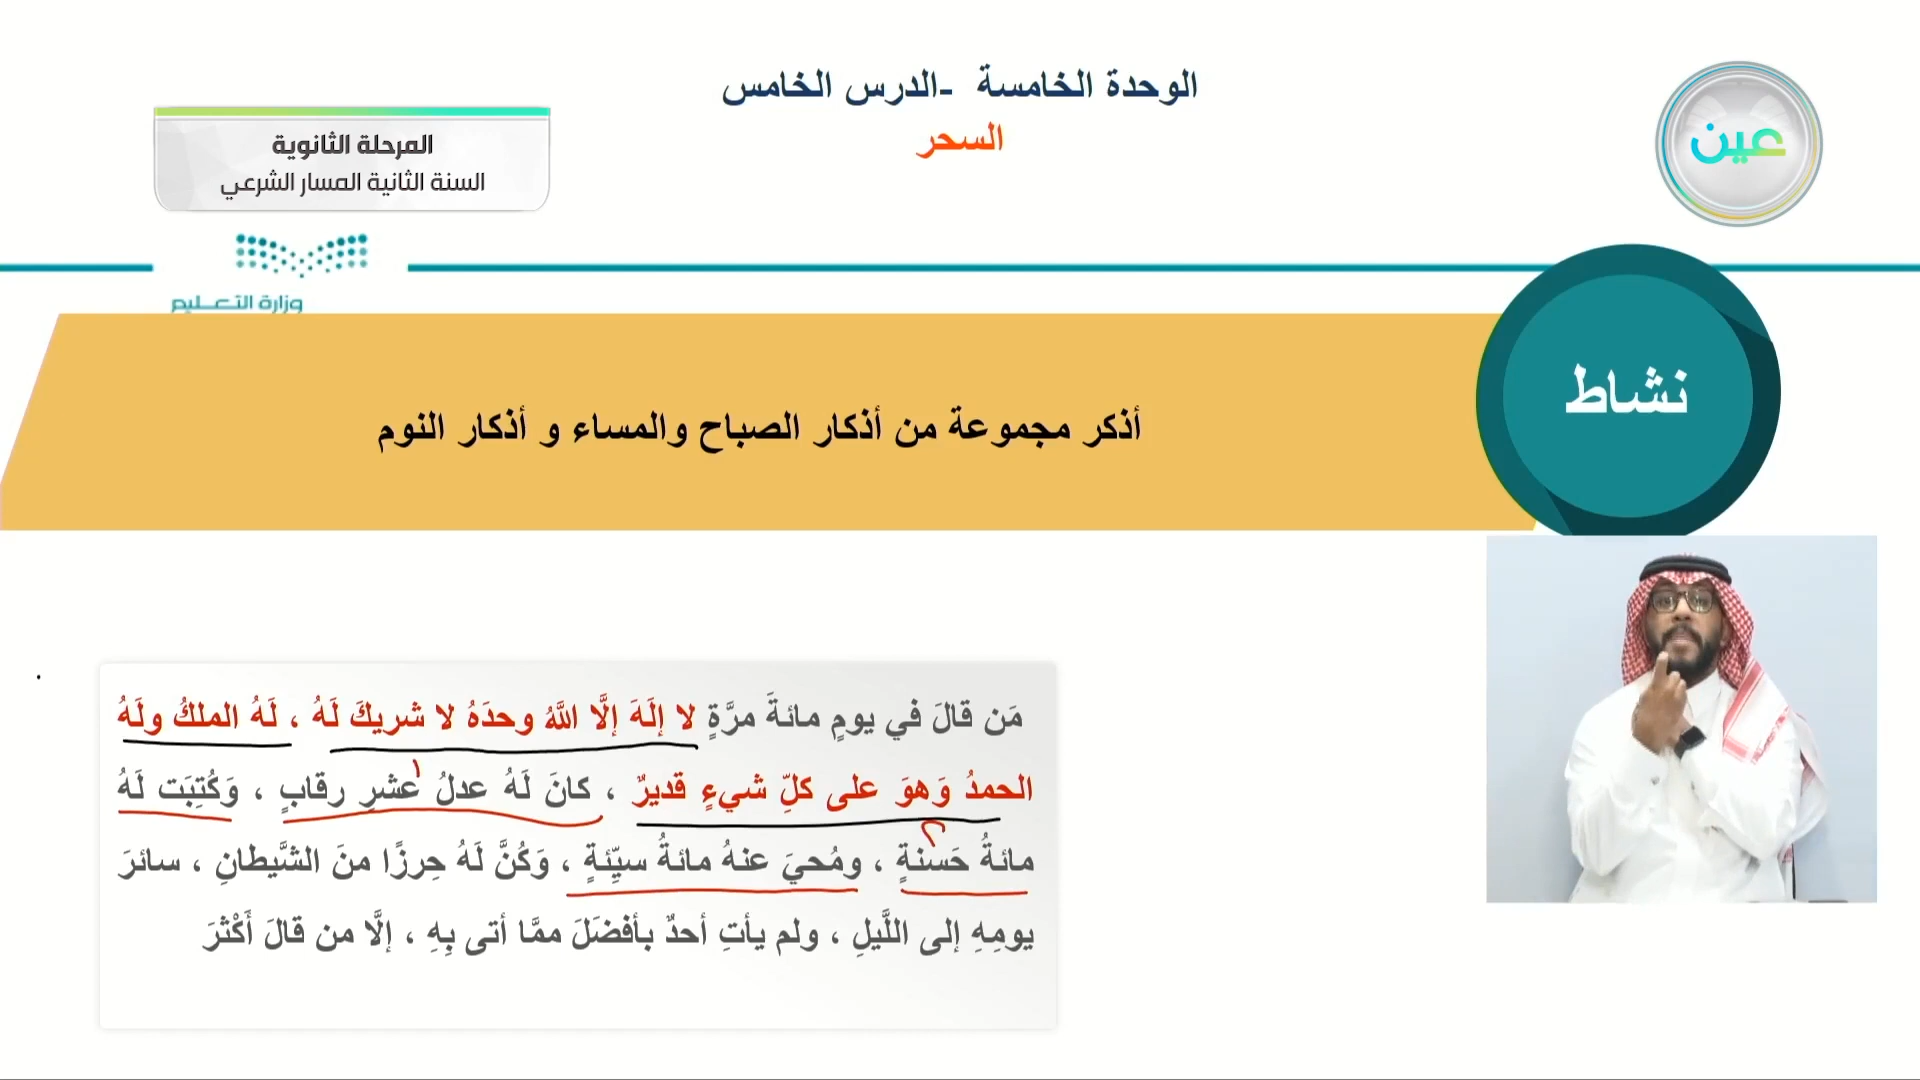 الوحدة الخامسة -الدرس الخامس
السحر
عين
المرحلة الثانوية
السنة الثانية المسار الشرعي
وزارة التعليم
نشاط
أذكر مجموعة من أذكار الصباح والمساء و أذكار النوم
مَن قالَ في يومٍ مائةَ مرَّةٍ لا إلَهَ إلَّا اللَّهُ وحدَهُ لا شريكَ لَهُ ، لَهُ الملكُ ولَهُ
الحمدُ وَهوَ على كلِّ شيءٍ قديرٌ ، كانَ لَهُ عدلُ عشرِ رقابٍ ، وَكُتِبَت لَهُ
مائةُ حَسنةٍ ، ومُحيَ عنهُ مائةُ سيِّئةٍ ، وَكُنَّ لَهُ حِرزًا منَ الشَّيطانِ ، سائرَ
يومِهِ إلى اللَّيلِ ، ولم يأتِ أحدٌ بأفضَلَ ممَّا أتى بِهِ ، إلَّا من قالَ أَكْثرَ
١
٢